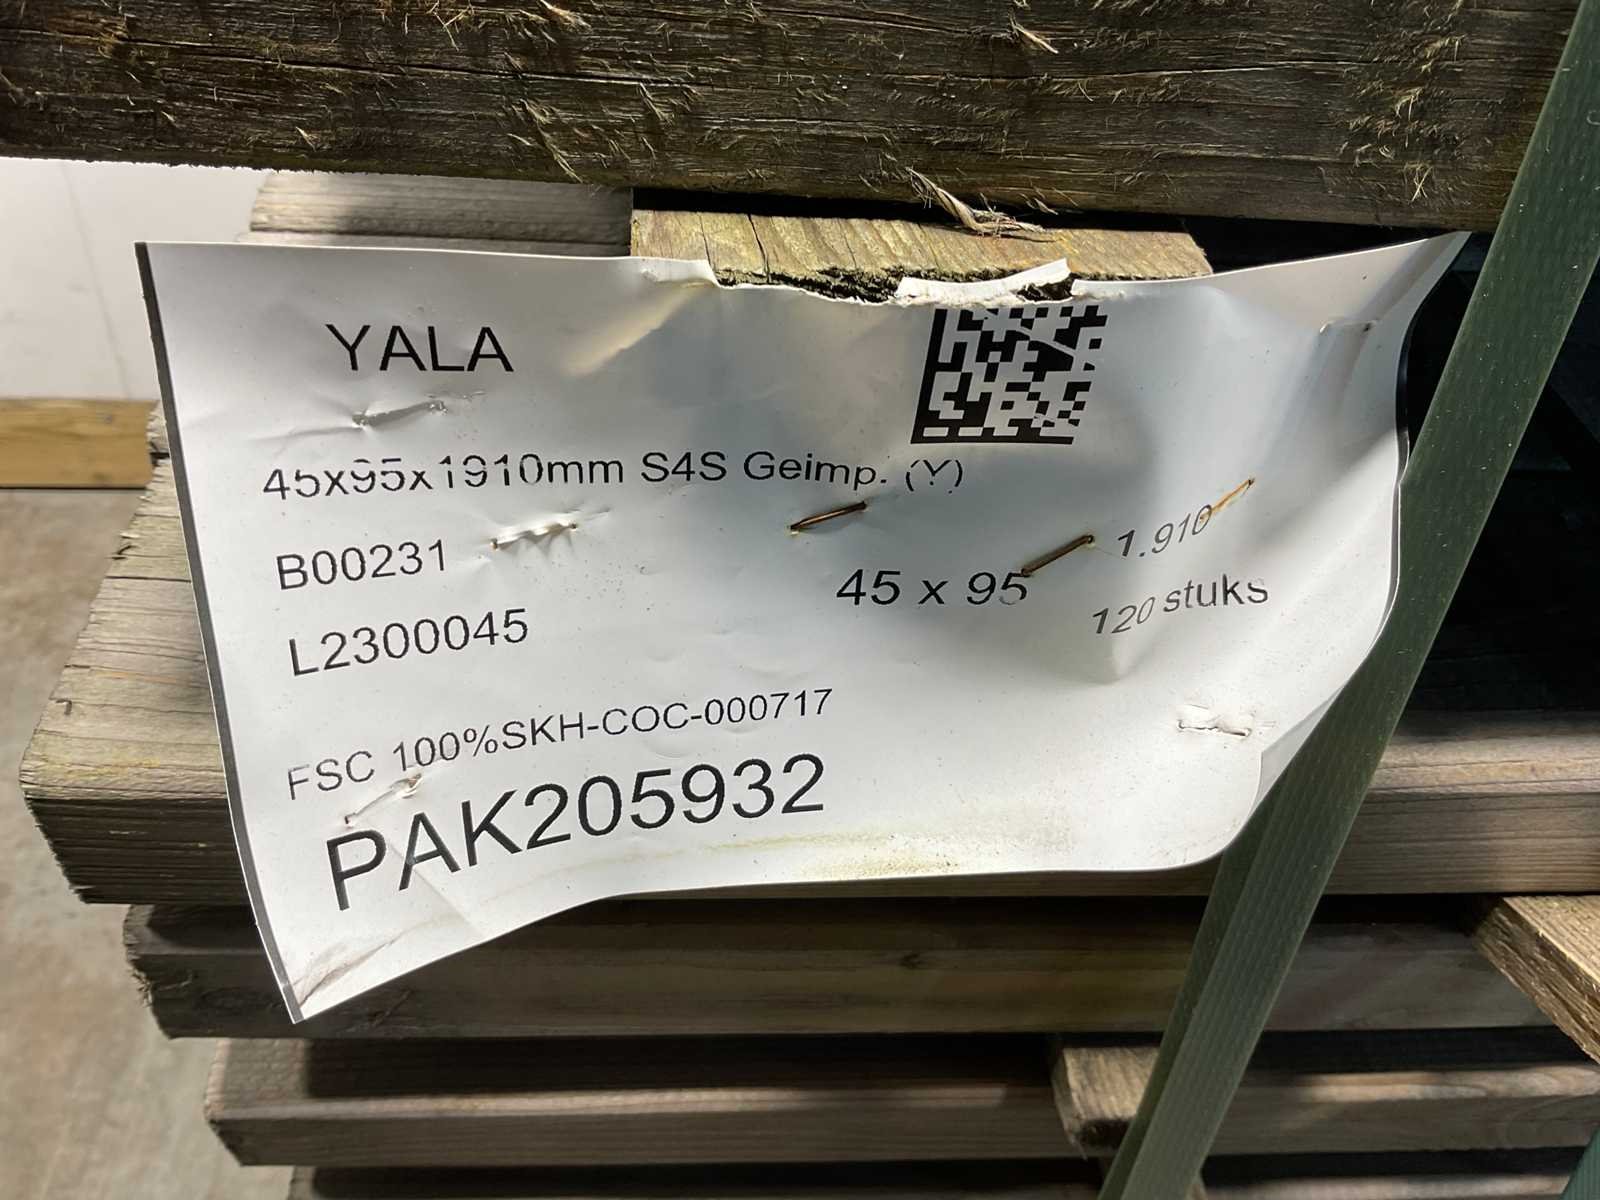 YALA
45x95x1910mm S4S Geimp. (Y)
B00231
45 x 95
1.910
L2300045
120 stuks
FSC 100%SKH-COC-000717
PAK205932